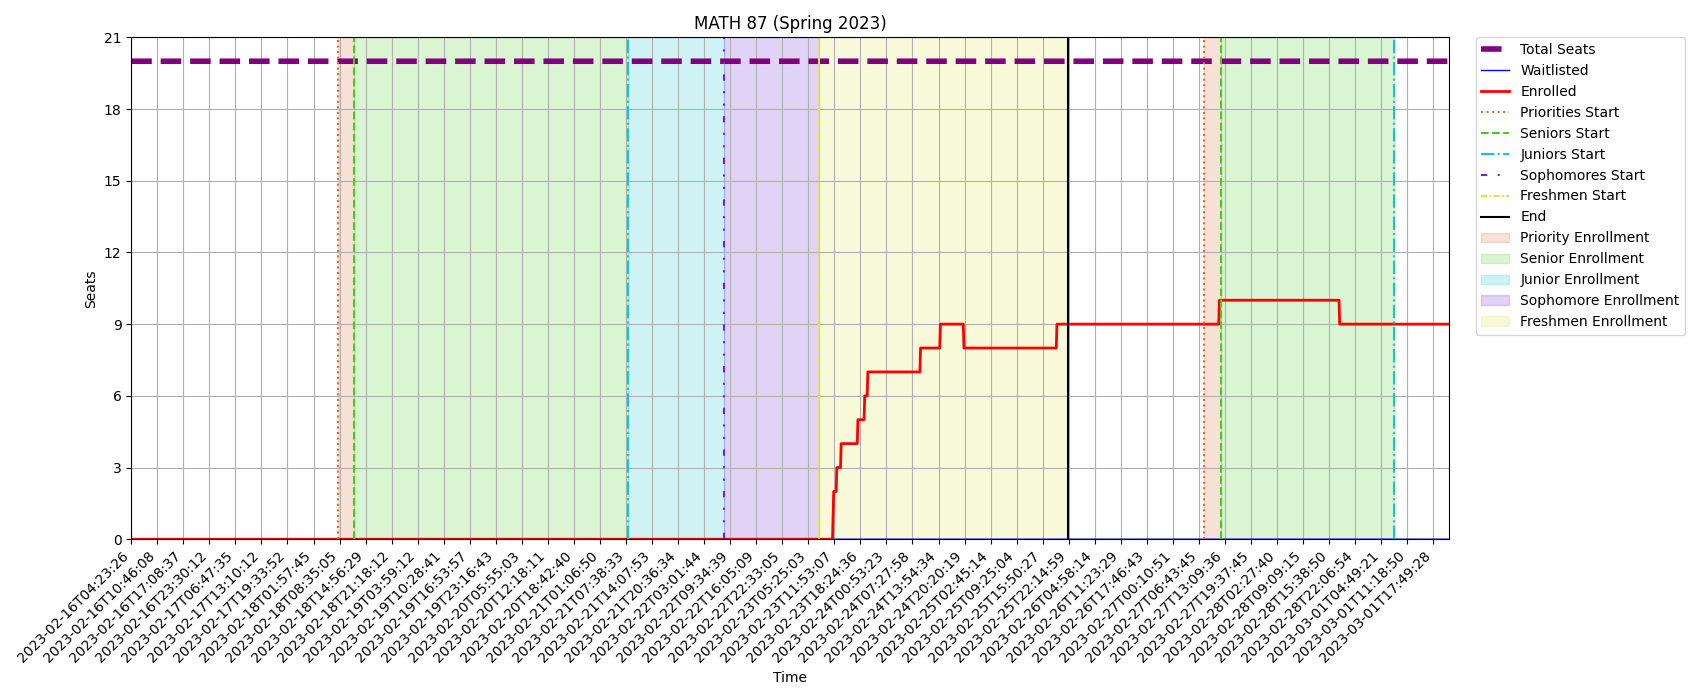 MATH 87 (Spring 2023)
21
18
15
12
9
6
3
0
Seats
2023-02-16T04:23:26
2023-02-16T10:46:08
2023-02-16T17:08:37
2023-02-16T23:30:12
2023-02-17T06:47:35
2023-02-17T13:10:12
2023-02-17T19:33:52
2023-02-18T01:57:45
2023-02-18T08:35:05
2023-02-18T14:56:29
2023-02-18T21:18:12
2023-02-19T03:59:12
2023-02-19T10:28:41
2023-02-19T16:53:57
2023-02-19T23:16:43
2023-02-20T05:55:03
2023-02-20T12:18:11
2023-02-20T18:42:40
2023-02-21T01:06:50
2023-02-21T07:38:33
2023-02-21T14:07:53
2023-02-21T20:36:34
2023-02-22T03:01:44
2023-02-22T09:34:39
2023-02-22T16:05:09
2023-02-22T22:33:05
2023-02-23T05:25:03
2023-02-23T11:53:07
2023-02-23T18:24:36
2023-02-24T00:53:23
2023-02-24T07:27:58
2023-02-24T13:54:34
2023-02-24T20:20:19
2023-02-25T02:45:14
2023-02-25T09:25:04
2023-02-25T15:50:27
2023-02-25T22:14:59
2023-02-26T04:58:14
2023-02-26T11:23:29
2023-02-26T17:46:43
2023-02-27T00:10:51
2023-02-27T06:43:45
2023-02-27T13:09:36
2023-02-27T19:37:45
2023-02-28T02:27:40
2023-02-28T09:09:15
2023-02-28T15:38:50
2023-02-28T22:06:54
2023-03-01T04:49:21
2023-03-01T11:18:50
2023-03-01T17:49:28
Time
Total Seats
Waitlisted
Enrolled
Priorities Start
Seniors Start
Juniors Start
Sophomores Start
Freshmen Start
End
Priority Enrollment
Senior Enrollment
Junior Enrollment
Sophomore Enrollment
Freshmen Enrollment